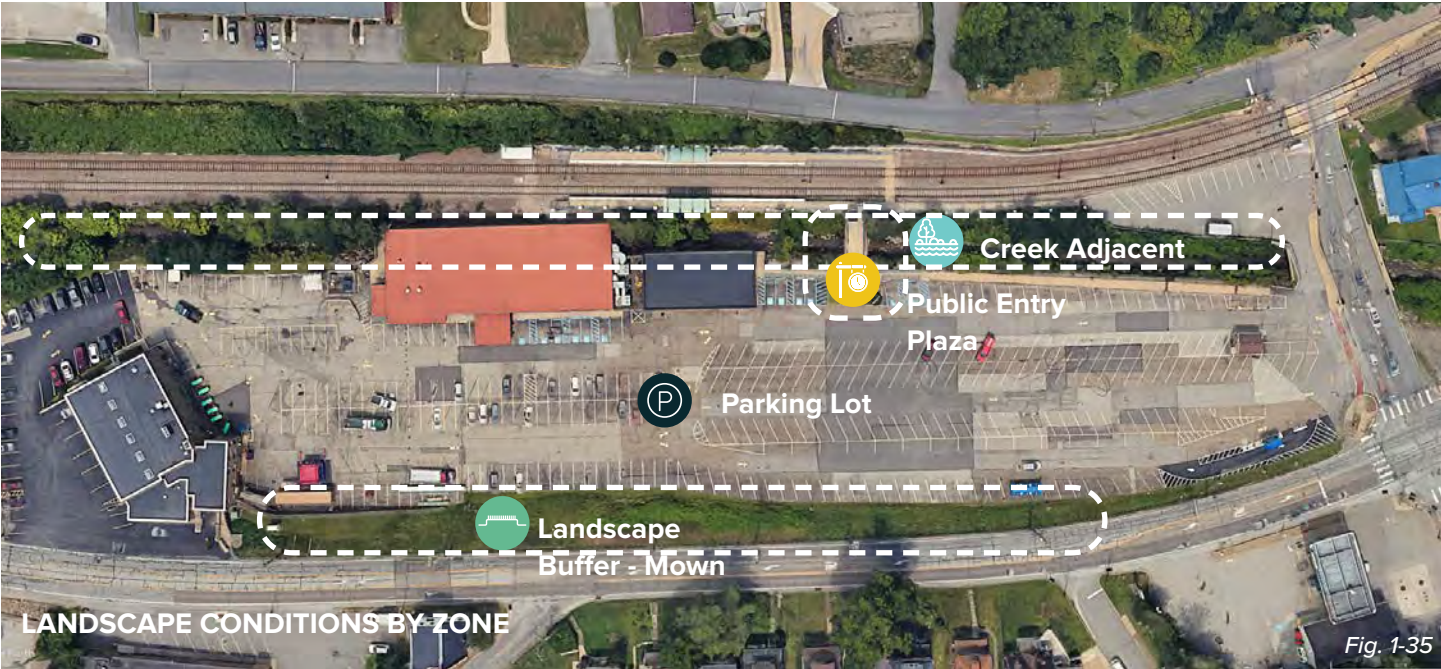 Creek Adjacent
Public Entry
Plaza
P
Parking Lot
Landscape
Buffer - Mown
LANDSCAPE CONDITIONS BY ZONE
Fig. 1-35